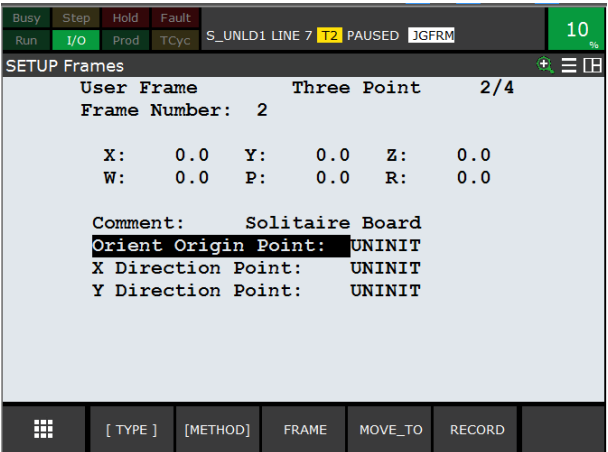 Busy Step Hold Fault
Run I/O Prod TCyc S_UNLD1 LINE 7 T2 PAUSED JGFRM 10 %
SETUP Frames
User Frame Three Point 2/4
Frame Number: 2
X: 0.0 Y: 0.0 Z: 0.0
W: 0.0 P: 0.0 R: 0.0
Comment: Solitaire Board
Orient Origin Point: UNINIT
X Direction Point: UNINIT
Y Direction Point: UNINIT
[ TYPE ] [METHOD] FRAME MOVE_TO RECORD